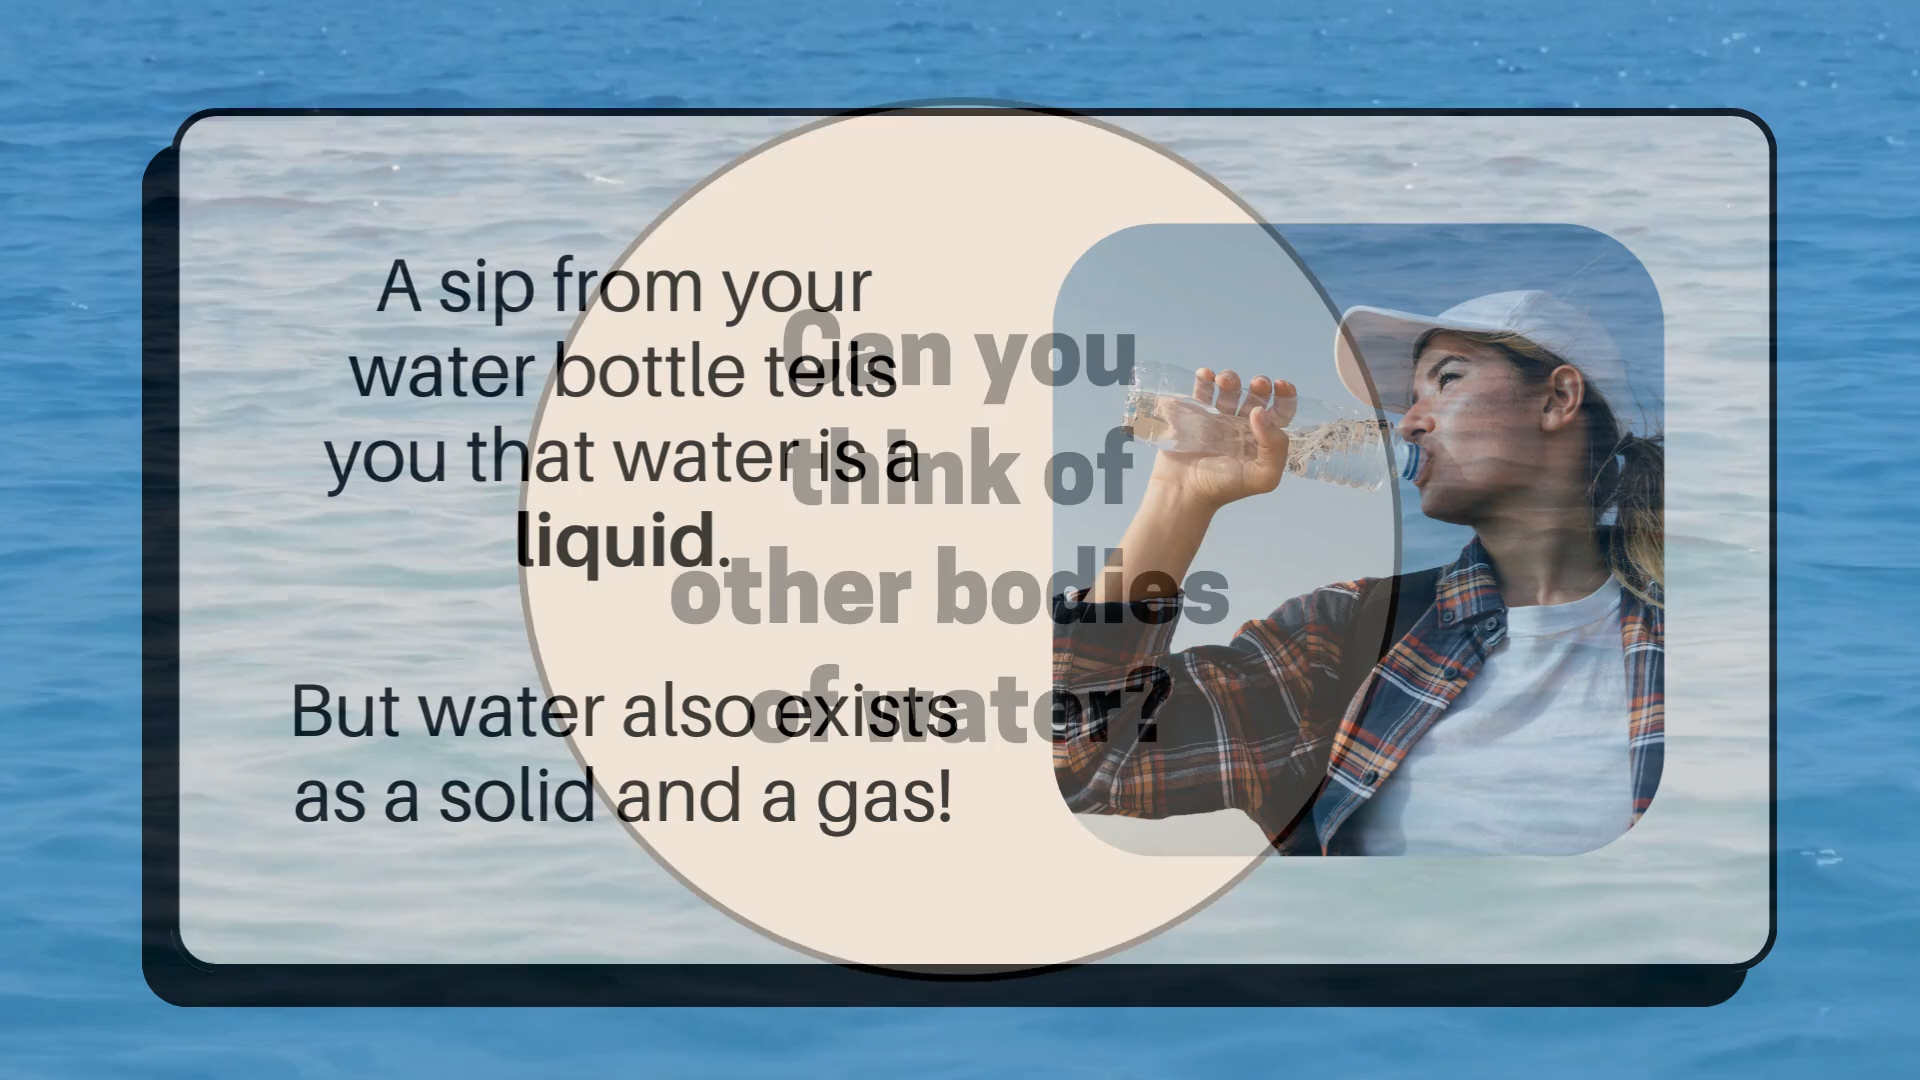 A sip from your
water bottle tells
you that water is a
liquid.
But water also exists
as a solid and a gas!
Can you
think of
other bodies
of water?